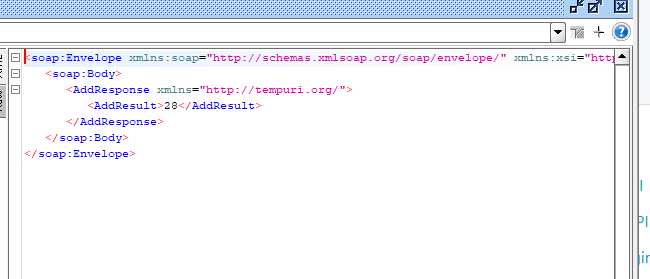 <soap:Envelope xmlns:soap="http://schemas.xmlsoap.org/soap/envelope/" xmlns:xsi="http
<soap:Body>
<AddResponse xmlns="http://tempuri.org/">
<AddResult>28</AddResult>
</AddResponse>
</soap:Body>
</soap:Envelope>